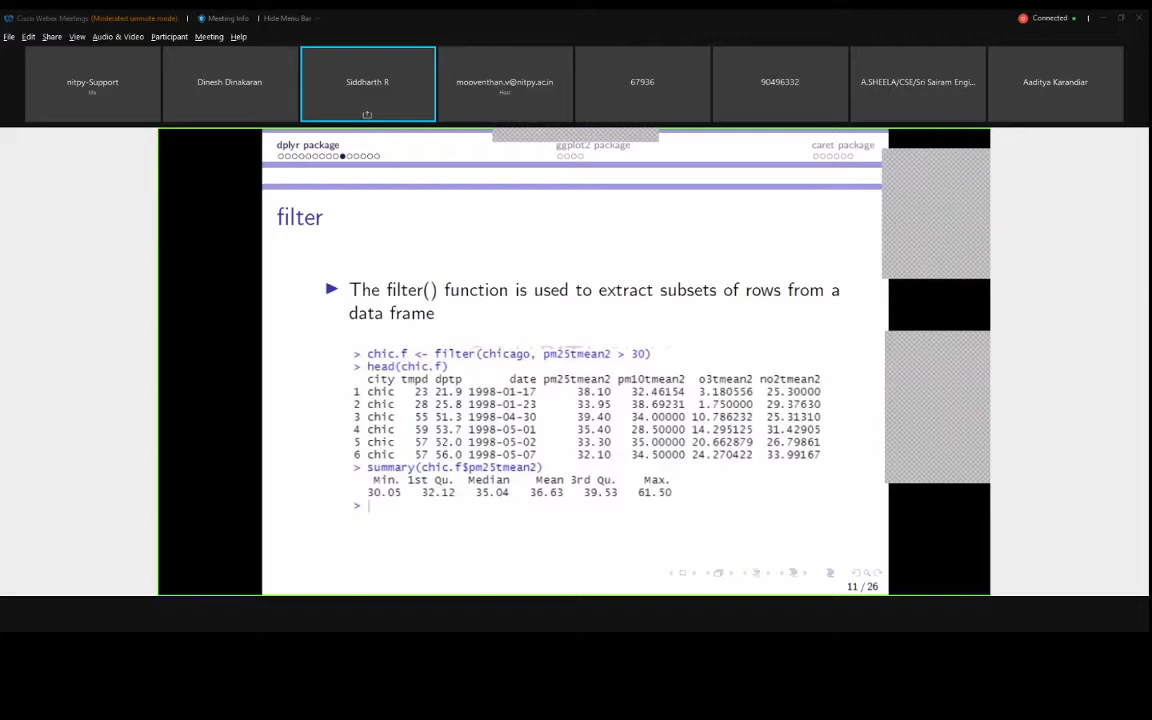 Cisco Webex Meetings (Moderated unmute mode) | Meeting Info | Hide Menu Bar
Connected
File Edit Share View Audio & Video Participant Meeting Help
nitpy-Support
Dinesh Dinakaran
Siddharth R
mooventhan.v@nitpy.ac.in
Host
67936
90496332
A.SHEELA/CSE/Sri Sairam Engi...
Aaditya Karandiar
dplyr package
ggplot2 package
caret package
filter
The filter() function is used to extract subsets of rows from a
data frame
> chic.f <- filter(chicago, pm25tmean2 > 30)
> head(chic.f)
city tmpd dptp date pm25tmean2 pm10tmean2 o3tmean2 no2tmean2
1 chic 23 21.9 1998-01-17 38.10 32.46154 3.180556 25.30000
2 chic 28 25.8 1998-01-23 33.95 38.69231 1.750000 29.37630
3 chic 55 51.3 1998-04-30 39.40 34.00000 10.786232 25.31310
4 chic 59 53.7 1998-05-01 35.40 28.50000 14.295125 31.42905
5 chic 57 52.0 1998-05-02 33.30 35.00000 20.662879 26.79861
6 chic 57 56.0 1998-05-07 32.10 34.50000 24.270422 33.99167
> summary(chic.f$pm25tmean2)
Min. 1st Qu. Median Mean 3rd Qu. Max.
30.05 32.12 35.04 36.63 39.53 61.50
>
11 / 26